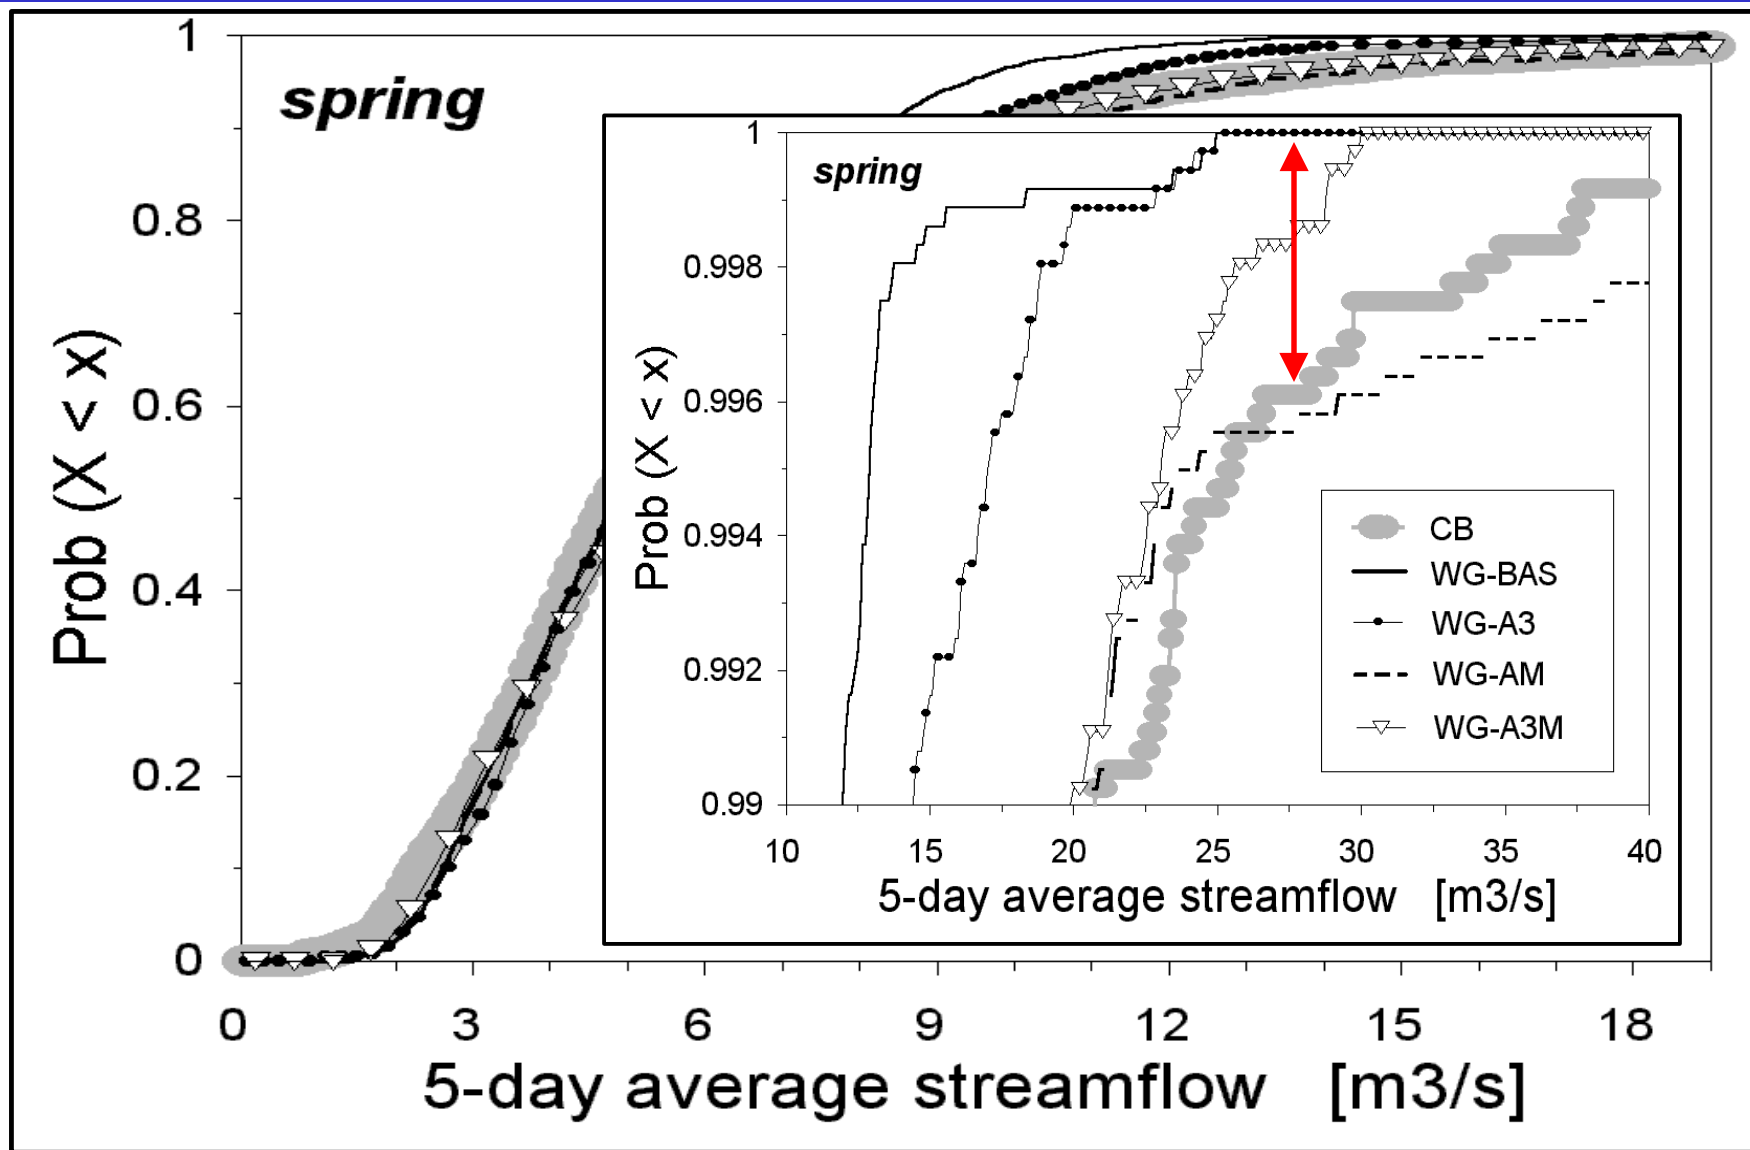 spring
1
0.8
0.6
0.4
0.2
0
Prob (X < x)
0 3 6 9 12 15 18
5-day average streamflow [m3/s]
spring
1
0.998
0.996
0.994
0.992
0.99
Prob (X < x)
CB
WG-BAS
WG-A3
WG-AM
WG-A3M
10 15 20 25 30 35 40
5-day average streamflow [m3/s]